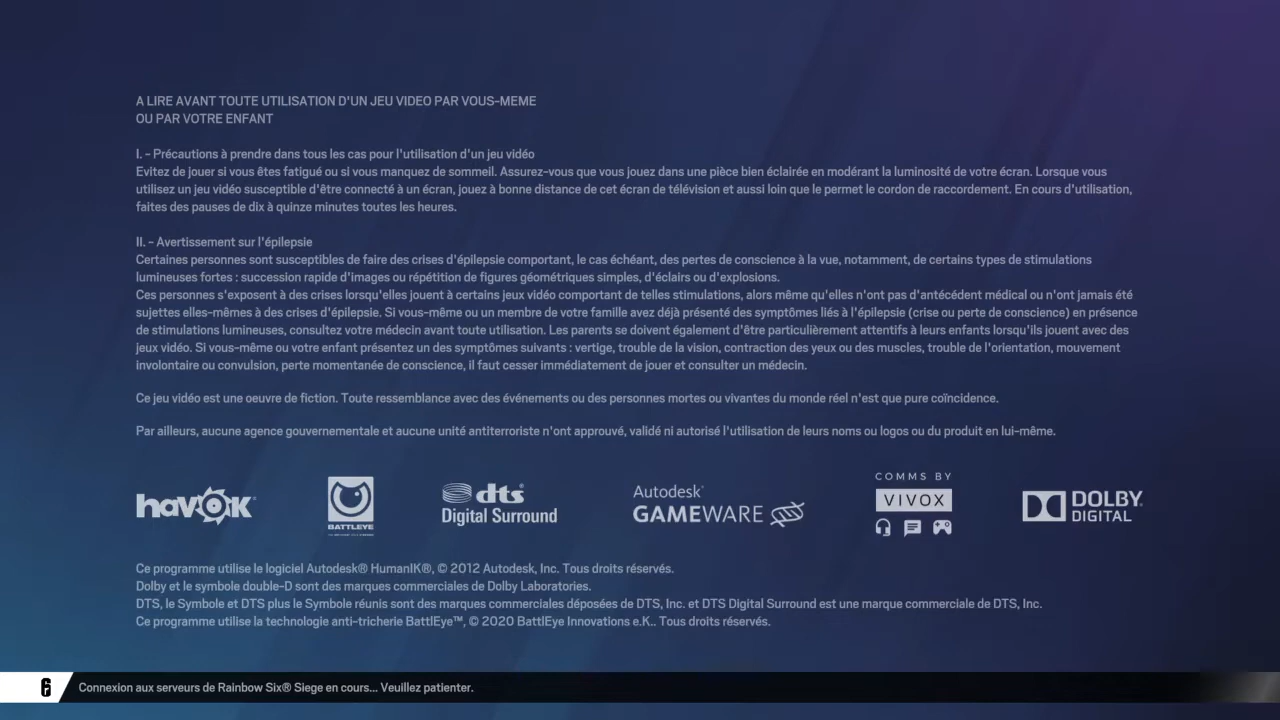 A LIRE AVANT TOUTE UTILISATION D'UN JEU VIDEO PAR VOUS-MEME
OU PAR VOTRE ENFANT
I. - Précautions à prendre dans tous les cas pour l'utilisation d'un jeu vidéo
Evitez de jouer si vous êtes fatigué ou si vous manquez de sommeil. Assurez-vous que vous jouez dans une pièce bien éclairée en modérant la luminosité de votre écran. Lorsque vous
utilisez un jeu vidéo susceptible d'être connecté à un écran, jouez à bonne distance de cet écran de télévision et aussi loin que le permet le cordon de raccordement. En cours d'utilisation,
faites des pauses de dix à quinze minutes toutes les heures.
II. - Avertissement sur l'épilepsie
Certaines personnes sont susceptibles de faire des crises d'épilepsie comportant, le cas échéant, des pertes de conscience à la vue, notamment, de certains types de stimulations
lumineuses fortes : succession rapide d'images ou répétition de figures géométriques simples, d'éclairs ou d'explosions.
Ces personnes s'exposent à des crises lorsqu'elles jouent à certains jeux vidéo comportant de telles stimulations, alors même qu'elles n'ont pas d'antécédent médical ou n'ont jamais été
sujettes elles-mêmes à des crises d'épilepsie. Si vous-même ou un membre de votre famille avez déjà présenté des symptômes liés à l'épilepsie (crise ou perte de conscience) en présence
de stimulations lumineuses, consultez votre médecin avant toute utilisation. Les parents se doivent également d'être particulièrement attentifs à leurs enfants lorsqu'ils jouent avec des
jeux vidéo. Si vous-même ou votre enfant présentez un des symptômes suivants : vertige, trouble de la vision, contraction des yeux ou des muscles, trouble de l'orientation, mouvement
involontaire ou convulsion, perte momentanée de conscience, il faut cesser immédiatement de jouer et consulter un médecin.
Ce jeu vidéo est une oeuvre de fiction. Toute ressemblance avec des événements ou des personnes mortes ou vivantes du monde réel n'est que pure coïncidence.
Par ailleurs, aucune agence gouvernementale et aucune unité antiterroriste n'ont approuvé, validé ni autorisé l'utilisation de leurs noms ou logos ou du produit en lui-même.
havok
BATTLEYE
dts
Digital Surround
Autodesk
GAMEWARE
COMMS BY
VIVOX
DOLBY
DIGITAL
Ce programme utilise le logiciel Autodesk® HumanIK®, © 2012 Autodesk, Inc. Tous droits réservés.
Dolby et le symbole double-D sont des marques commerciales de Dolby Laboratories.
DTS, le Symbole et DTS plus le Symbole réunis sont des marques commerciales déposées de DTS, Inc. et DTS Digital Surround est une marque commerciale de DTS, Inc.
Ce programme utilise la technologie anti-tricherie BattlEye™, © 2020 BattlEye Innovations e.K.. Tous droits réservés.
6 Connexion aux serveurs de Rainbow Six® Siege en cours... Veuillez patienter.